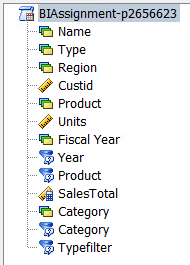 BIAssignment-p2656623
Name
Type
Region
Custid
Product
Units
Fiscal Year
Year
Product
SalesTotal
Category
Category
Typefilter